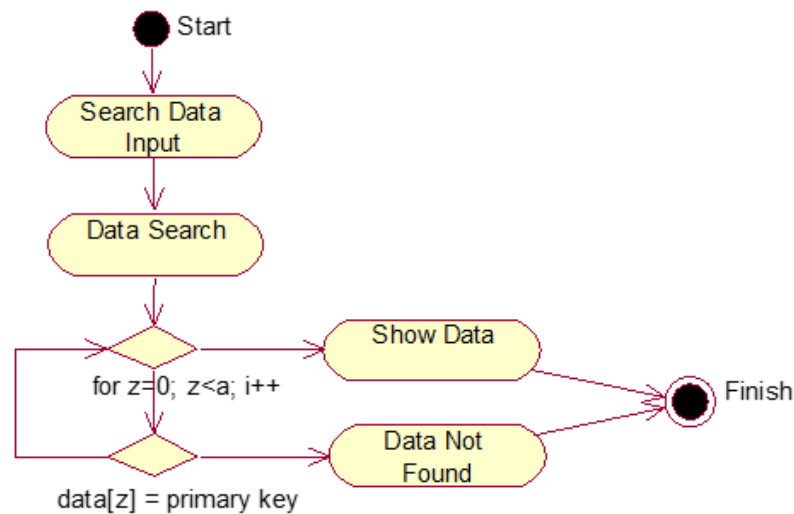 Start
Search Data
Input
Data Search
Show Data
for z=0; z<a; i++
Finish
Data Not
Found
data[z] = primary key